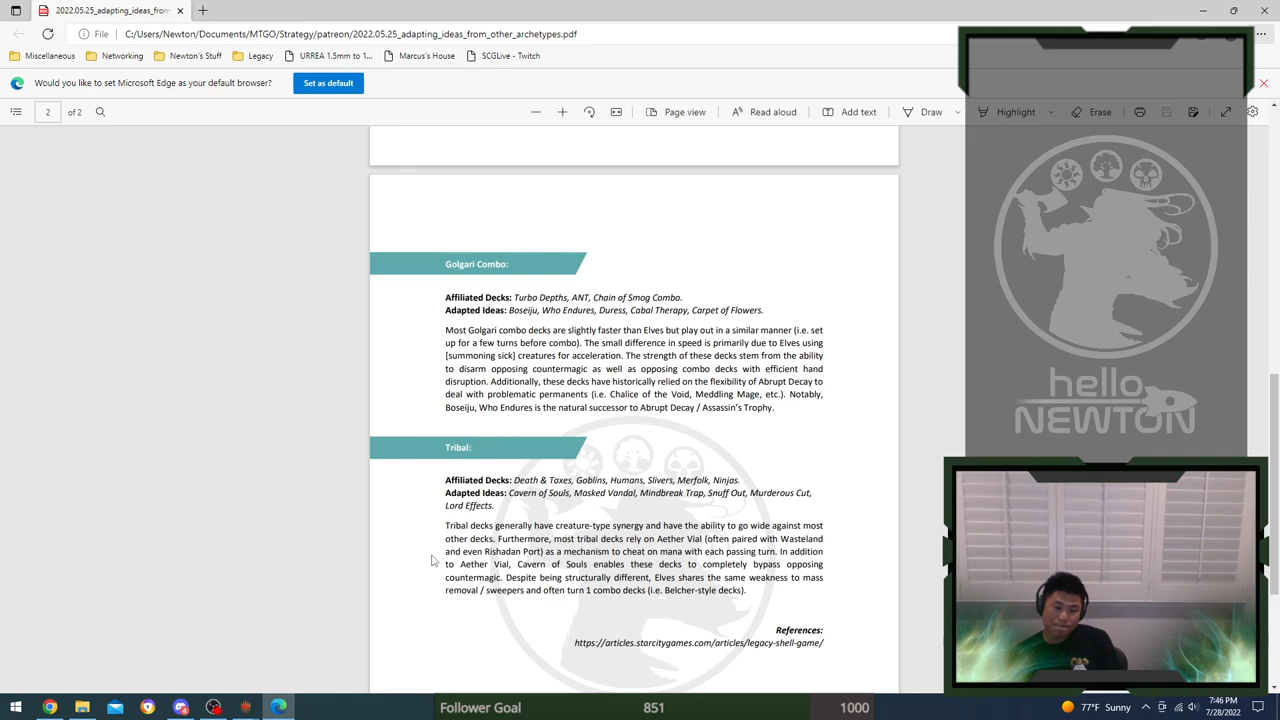 2022.05.25_adapting_ideas_from
File
C:/Users/Newton/Documents/MTGO/Strategy/patreon/2022.05.25_adapting_ideas_from_other_archetypes.pdf
Miscellaneous
Networking
Newton's Stuff
Legacy
URREA 1.5mm to 1...
Marcus's House
SCGLive - Twitch
Would you like to set Microsoft Edge as your default browser?
Set as default
2
of 2
Page view
Read aloud
Add text
Draw
Highlight
Erase
Golgari Combo:
Affiliated Decks: Turbo Depths, ANT, Chain of Smog Combo.
Adapted Ideas: Boseiju, Who Endures, Duress, Cabal Therapy, Carpet of Flowers.
Most Golgari combo decks are slightly faster than Elves but play out in a similar manner (i.e. set
up for a few turns before combo). The small difference in speed is primarily due to Elves using
[summoning sick] creatures for acceleration. The strength of these decks stem from the ability
to disarm opposing countermagic as well as opposing combo decks with efficient hand
disruption. Additionally, these decks have historically relied on the flexibility of Abrupt Decay to
deal with problematic permanents (i.e. Chalice of the Void, Meddling Mage, etc.). Notably,
Boseiju, Who Endures is the natural successor to Abrupt Decay / Assassin's Trophy.
Tribal:
Affiliated Decks: Death & Taxes, Goblins, Humans, Slivers, Merfolk, Ninjas.
Adapted Ideas: Cavern of Souls, Masked Vandal, Mindbreak Trap, Snuff Out, Murderous Cut,
Lord Effects.
Tribal decks generally have creature-type synergy and have the ability to go wide against most
other decks. Furthermore, most tribal decks rely on Aether Vial (often paired with Wasteland
and even Rishadan Port) as a mechanism to cheat on mana with each passing turn. In addition
to Aether Vial, Cavern of Souls enables these decks to completely bypass opposing
countermagic. Despite being structurally different, Elves shares the same weakness to mass
removal / sweepers and often turn 1 combo decks (i.e. Belcher-style decks).
References:
https://articles.starcitygames.com/articles/legacy-shell-game/
hello
NEWTON
Follower Goal
851
1000
77°F Sunny
7:46 PM
7/28/2022